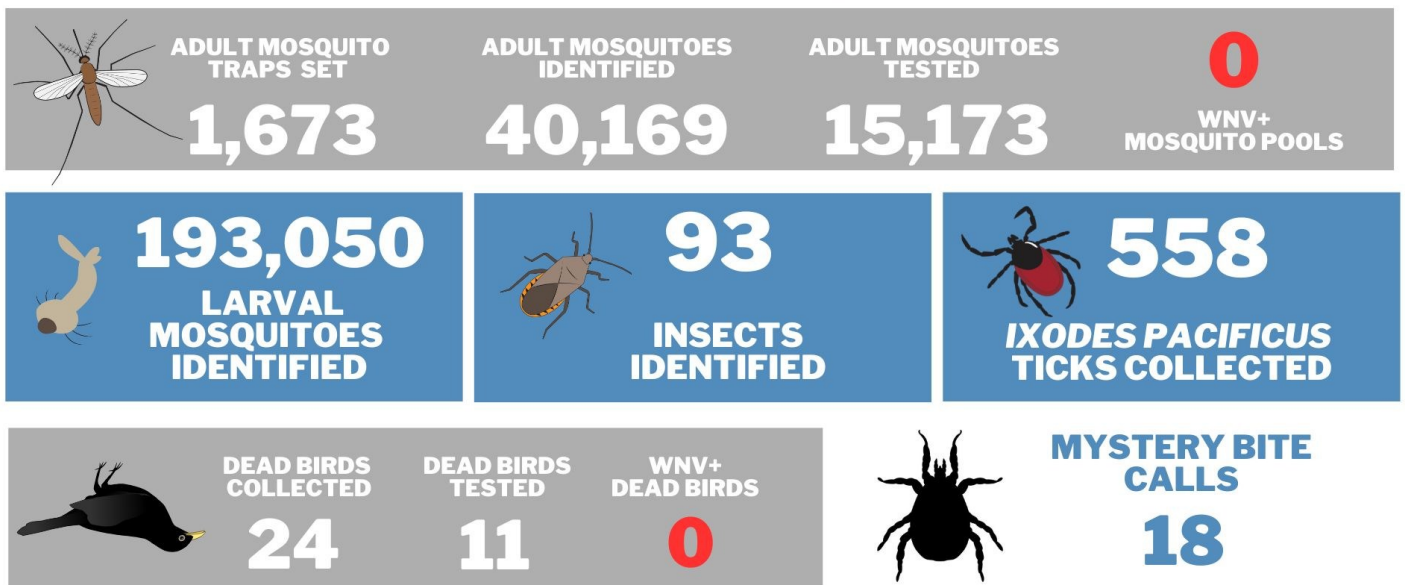 ADULT MOSQUITO
TRAPS SET
1,673
ADULT MOSQUITOES
IDENTIFIED
40,169
ADULT MOSQUITOES
TESTED
15,173
0
WNV+
MOSQUITO POOLS
193,050
LARVAL
MOSQUITOES
IDENTIFIED
93
INSECTS
IDENTIFIED
558
IXODES PACIFICUS
TICKS COLLECTED
DEAD BIRDS
COLLECTED
24
DEAD BIRDS
TESTED
11
WNV+
DEAD BIRDS
0
MYSTERY BITE
CALLS
18